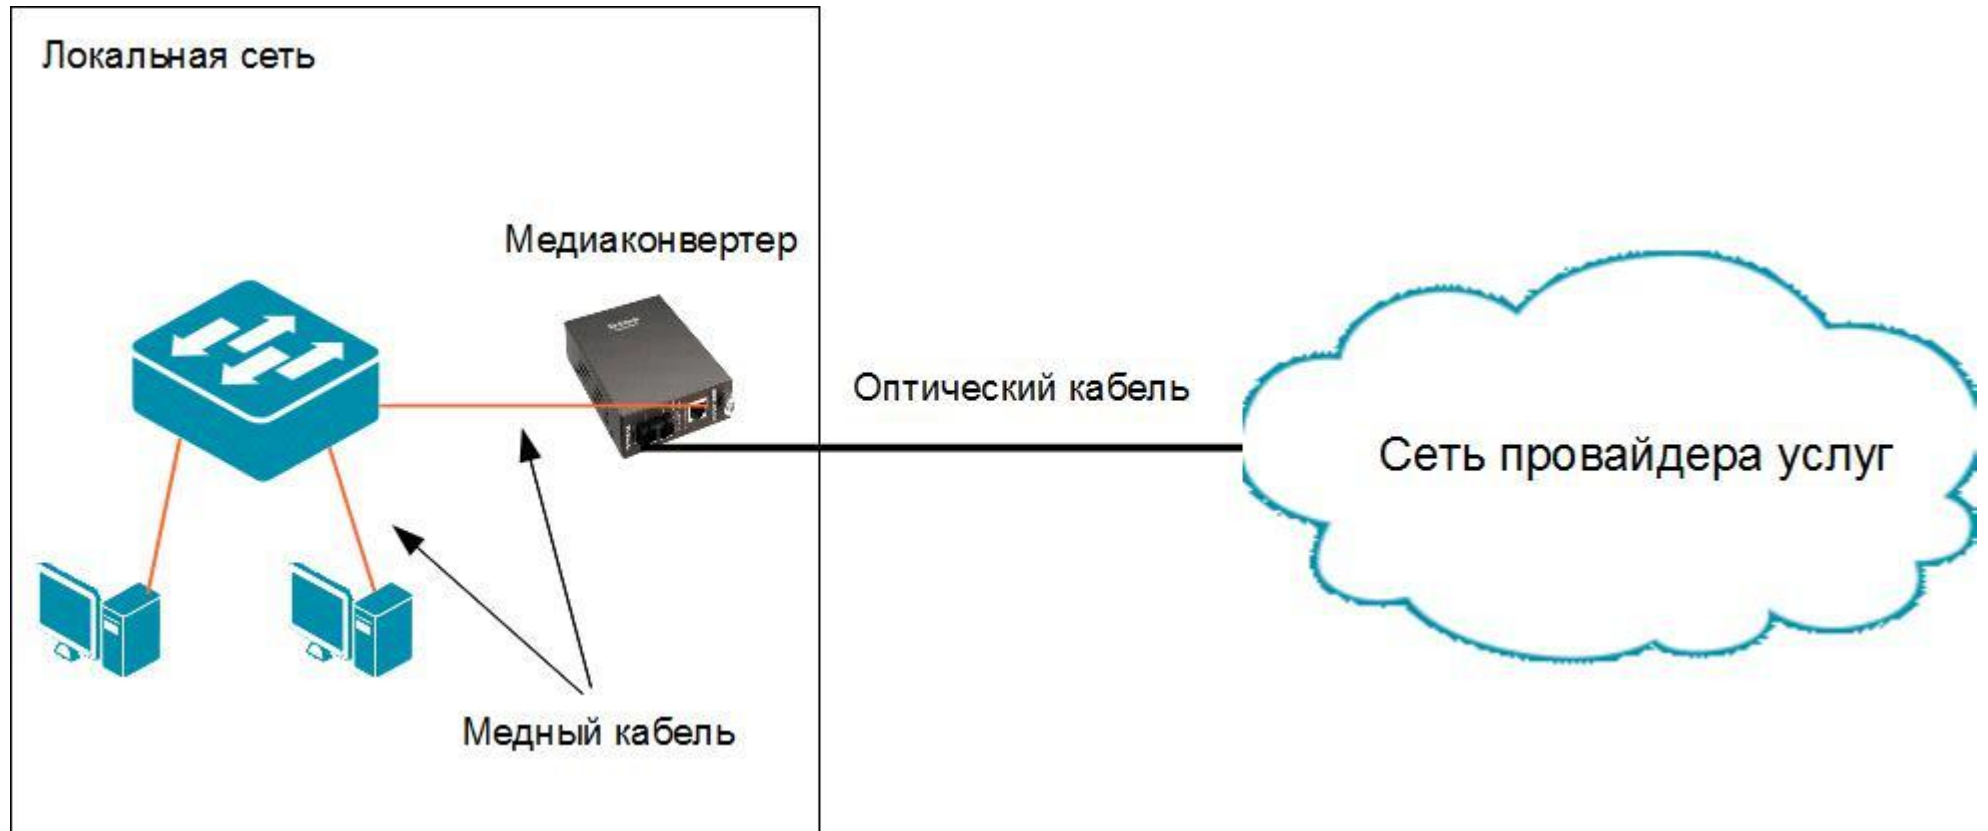 Локальная сеть
Медиаконвертер
Оптический кабель
Сеть провайдера услуг
Медный кабель